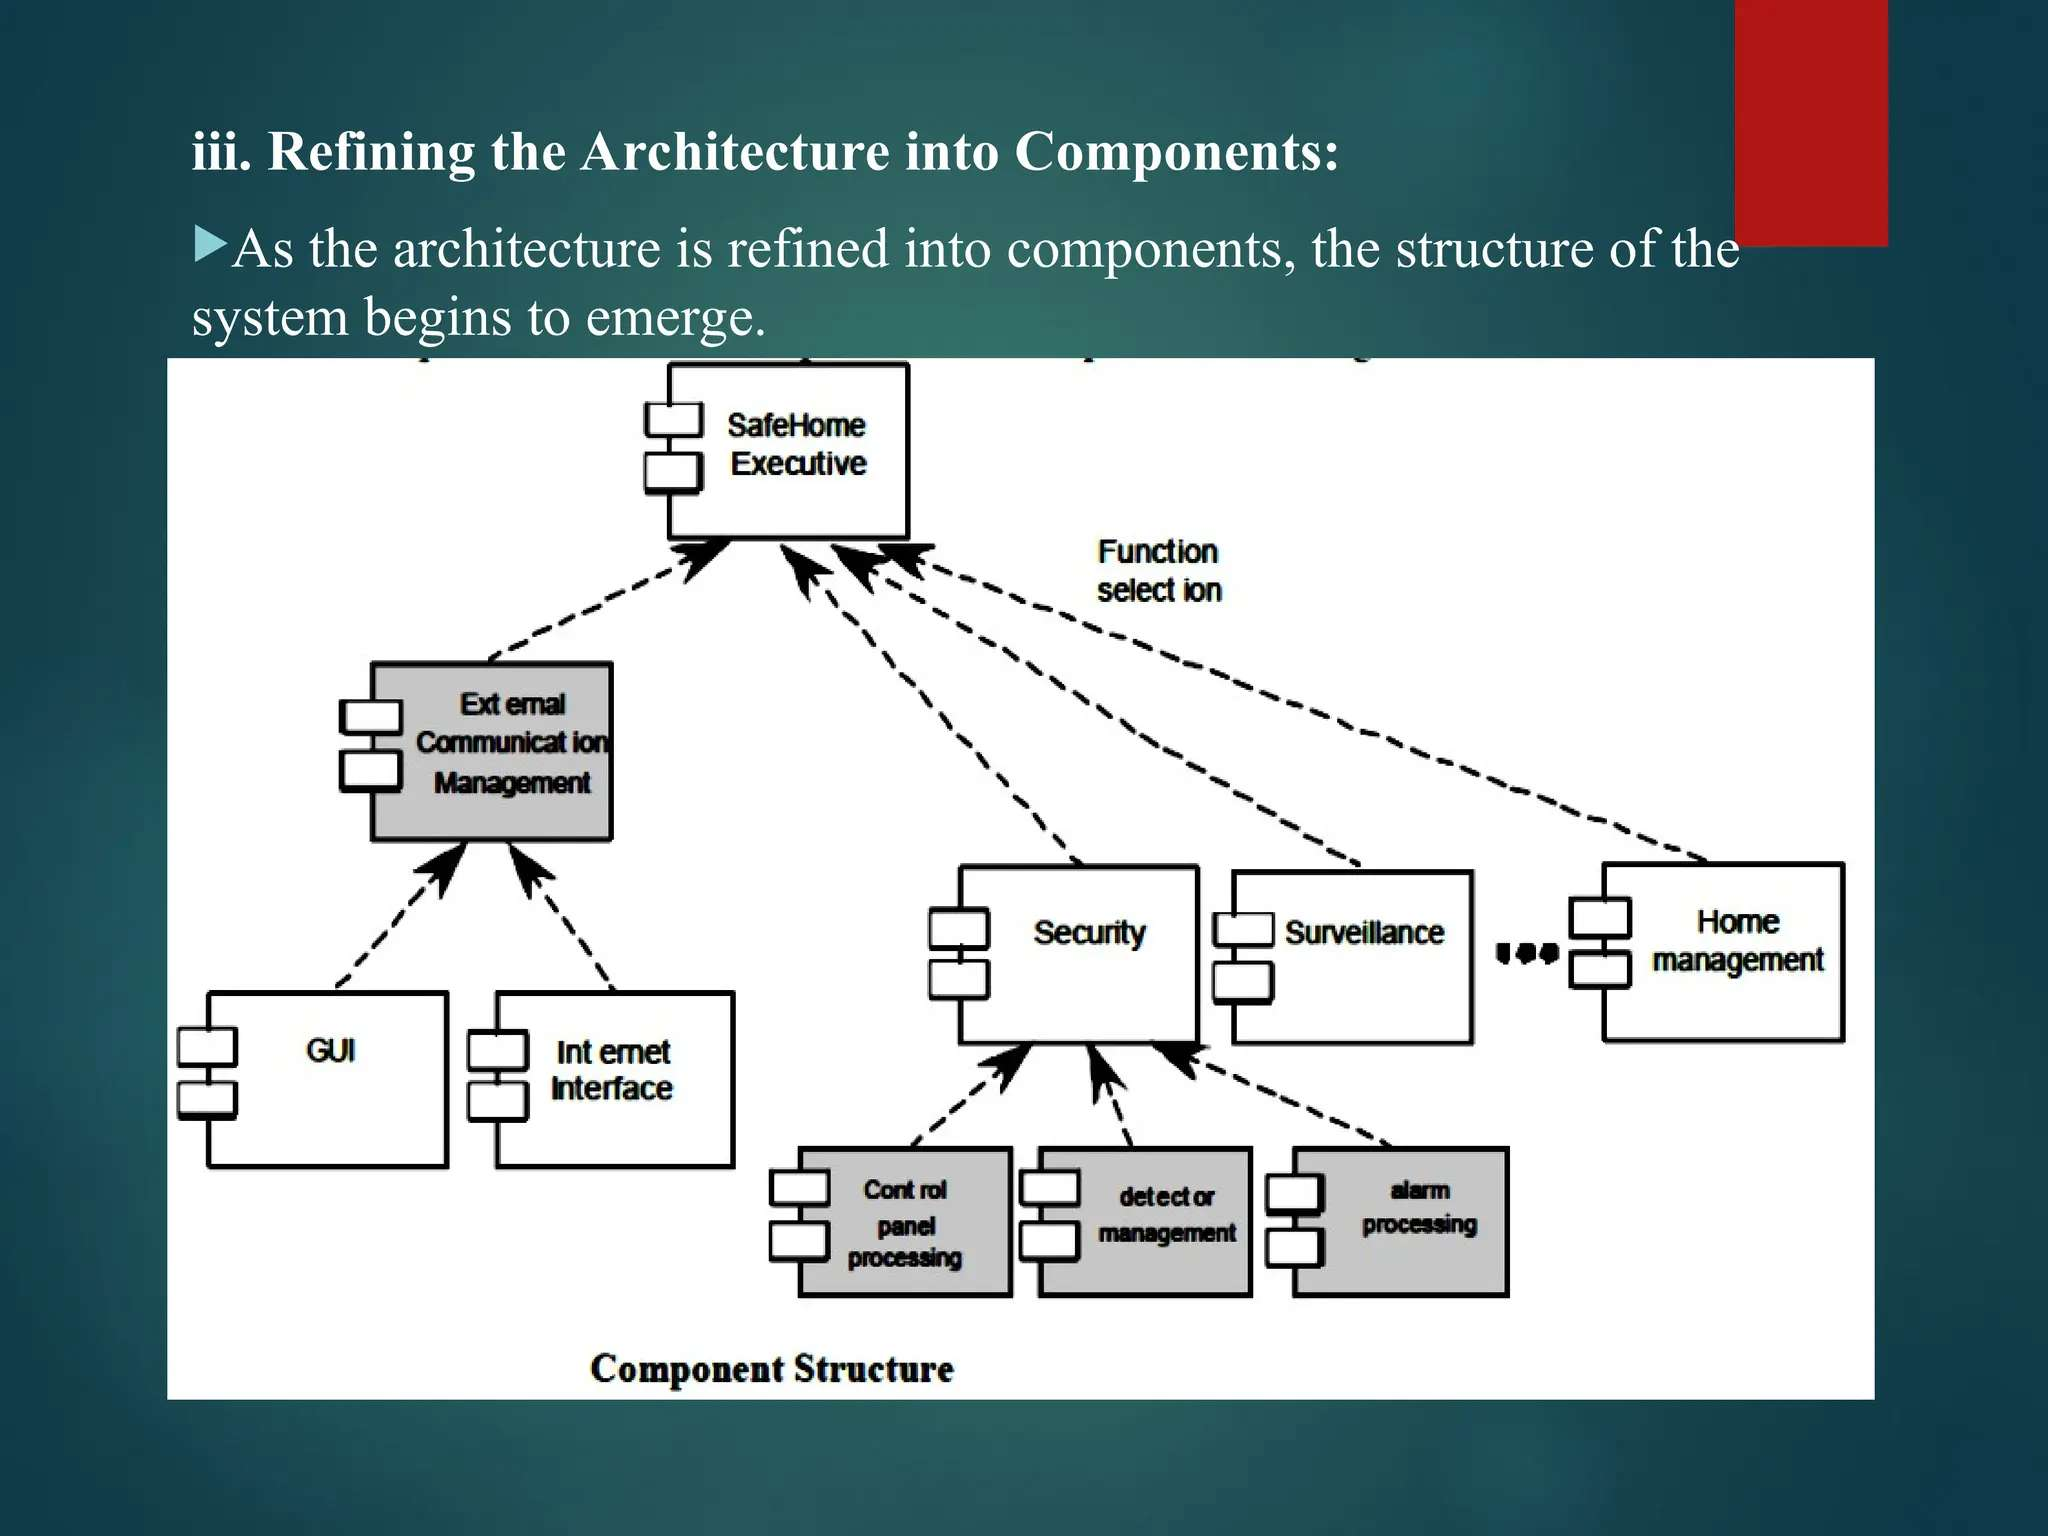 iii. Refining the Architecture into Components:
As the architecture is refined into components, the structure of the
system begins to emerge.
SafeHome
Executive
Function
select ion
Ext ernal
Communicat ion
Management
Security
Surveillance
Home
management
GUI
Int ernet
Interface
Cont rol
panel
processing
detect or
management
alarm
processing
Component Structure